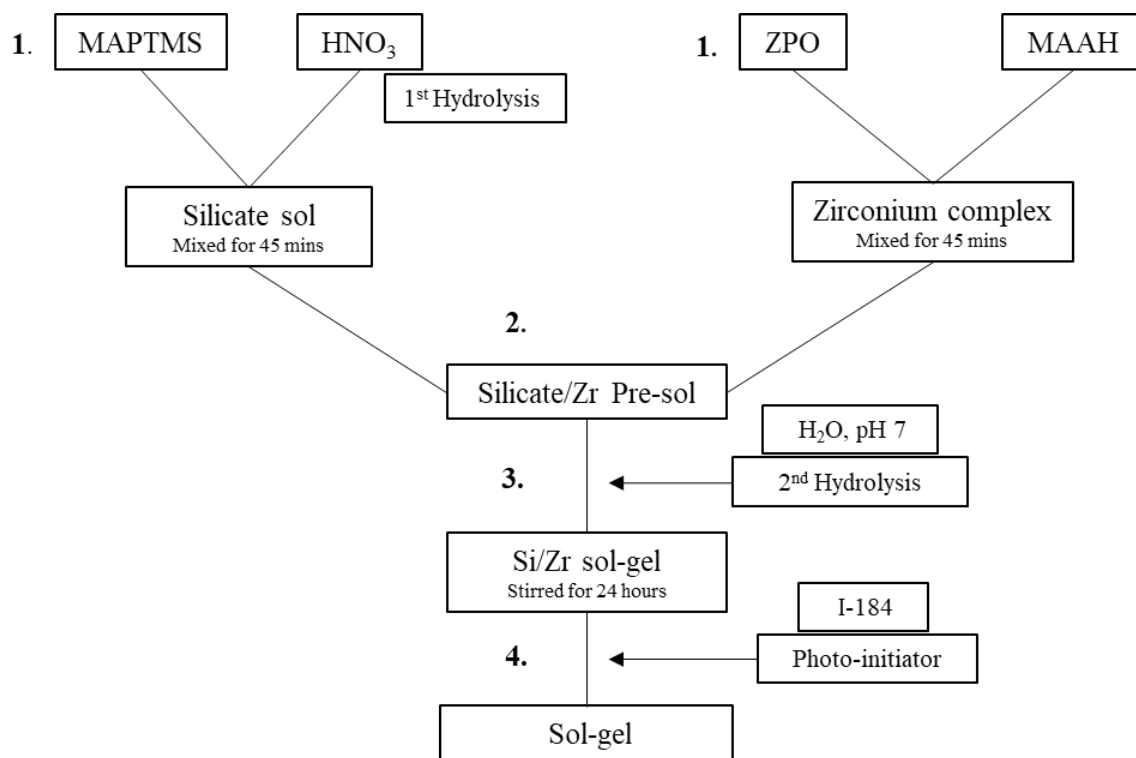 1. MAPTMS HNO₃ 1. ZPO MAAH
1ˢᵗ Hydrolysis
Silicate sol
Mixed for 45 mins
Zirconium complex
Mixed for 45 mins
2.
Silicate/Zr Pre-sol
H₂O, pH 7
3.
2ⁿᵈ Hydrolysis
Si/Zr sol-gel
Stirred for 24 hours
I-184
4.
Photo-initiator
Sol-gel